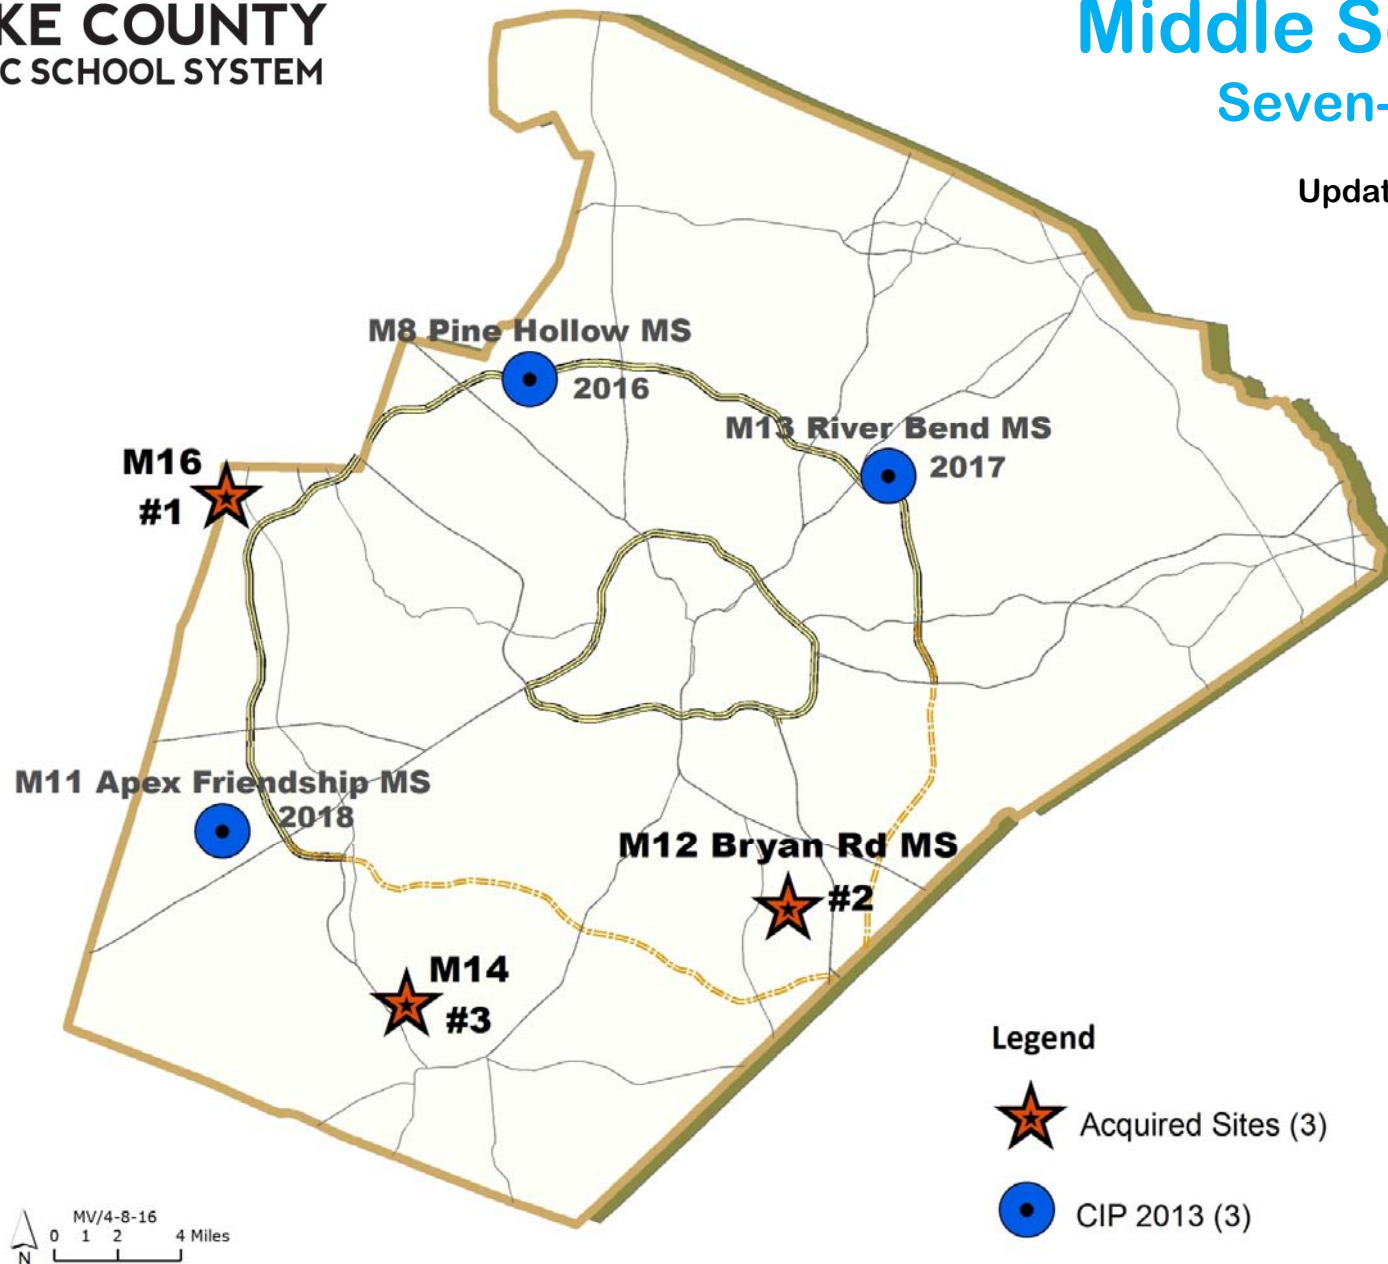 KE COUNTY
C SCHOOL SYSTEM
Middle S
Seven-
Updat
M8 Pine Hollow MS
2016
M13 River Bend MS
2017
M16
#1
M11 Apex Friendship MS
2018
M12 Bryan Rd MS
#2
M14
#3
Legend
Acquired Sites (3)
CIP 2013 (3)
MV/4-8-16
0 1 2 4 Miles
N